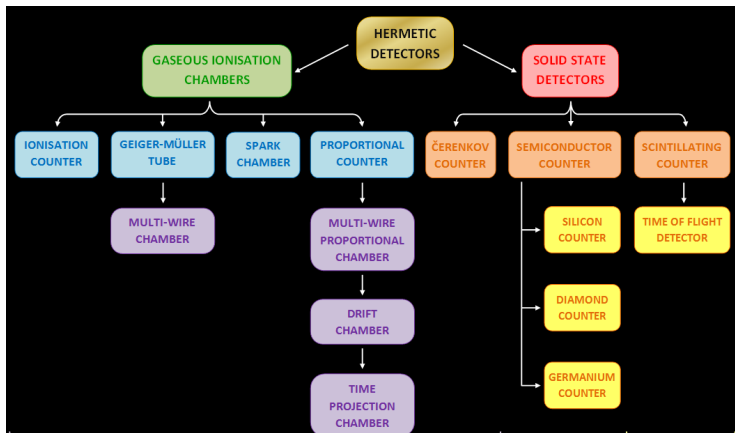 HERMETIC
DETECTORS
GASEOUS IONISATION
CHAMBERS
SOLID STATE
DETECTORS
IONISATION
COUNTER
GEIGER-MÜLLER
TUBE
SPARK
CHAMBER
PROPORTIONAL
COUNTER
ČERENKOV
COUNTER
SEMICONDUCTOR
COUNTER
SCINTILLATING
COUNTER
MULTI-WIRE
CHAMBER
MULTI-WIRE
PROPORTIONAL
CHAMBER
SILICON
COUNTER
TIME OF FLIGHT
DETECTOR
DRIFT
CHAMBER
DIAMOND
COUNTER
TIME
PROJECTION
CHAMBER
GERMANIUM
COUNTER